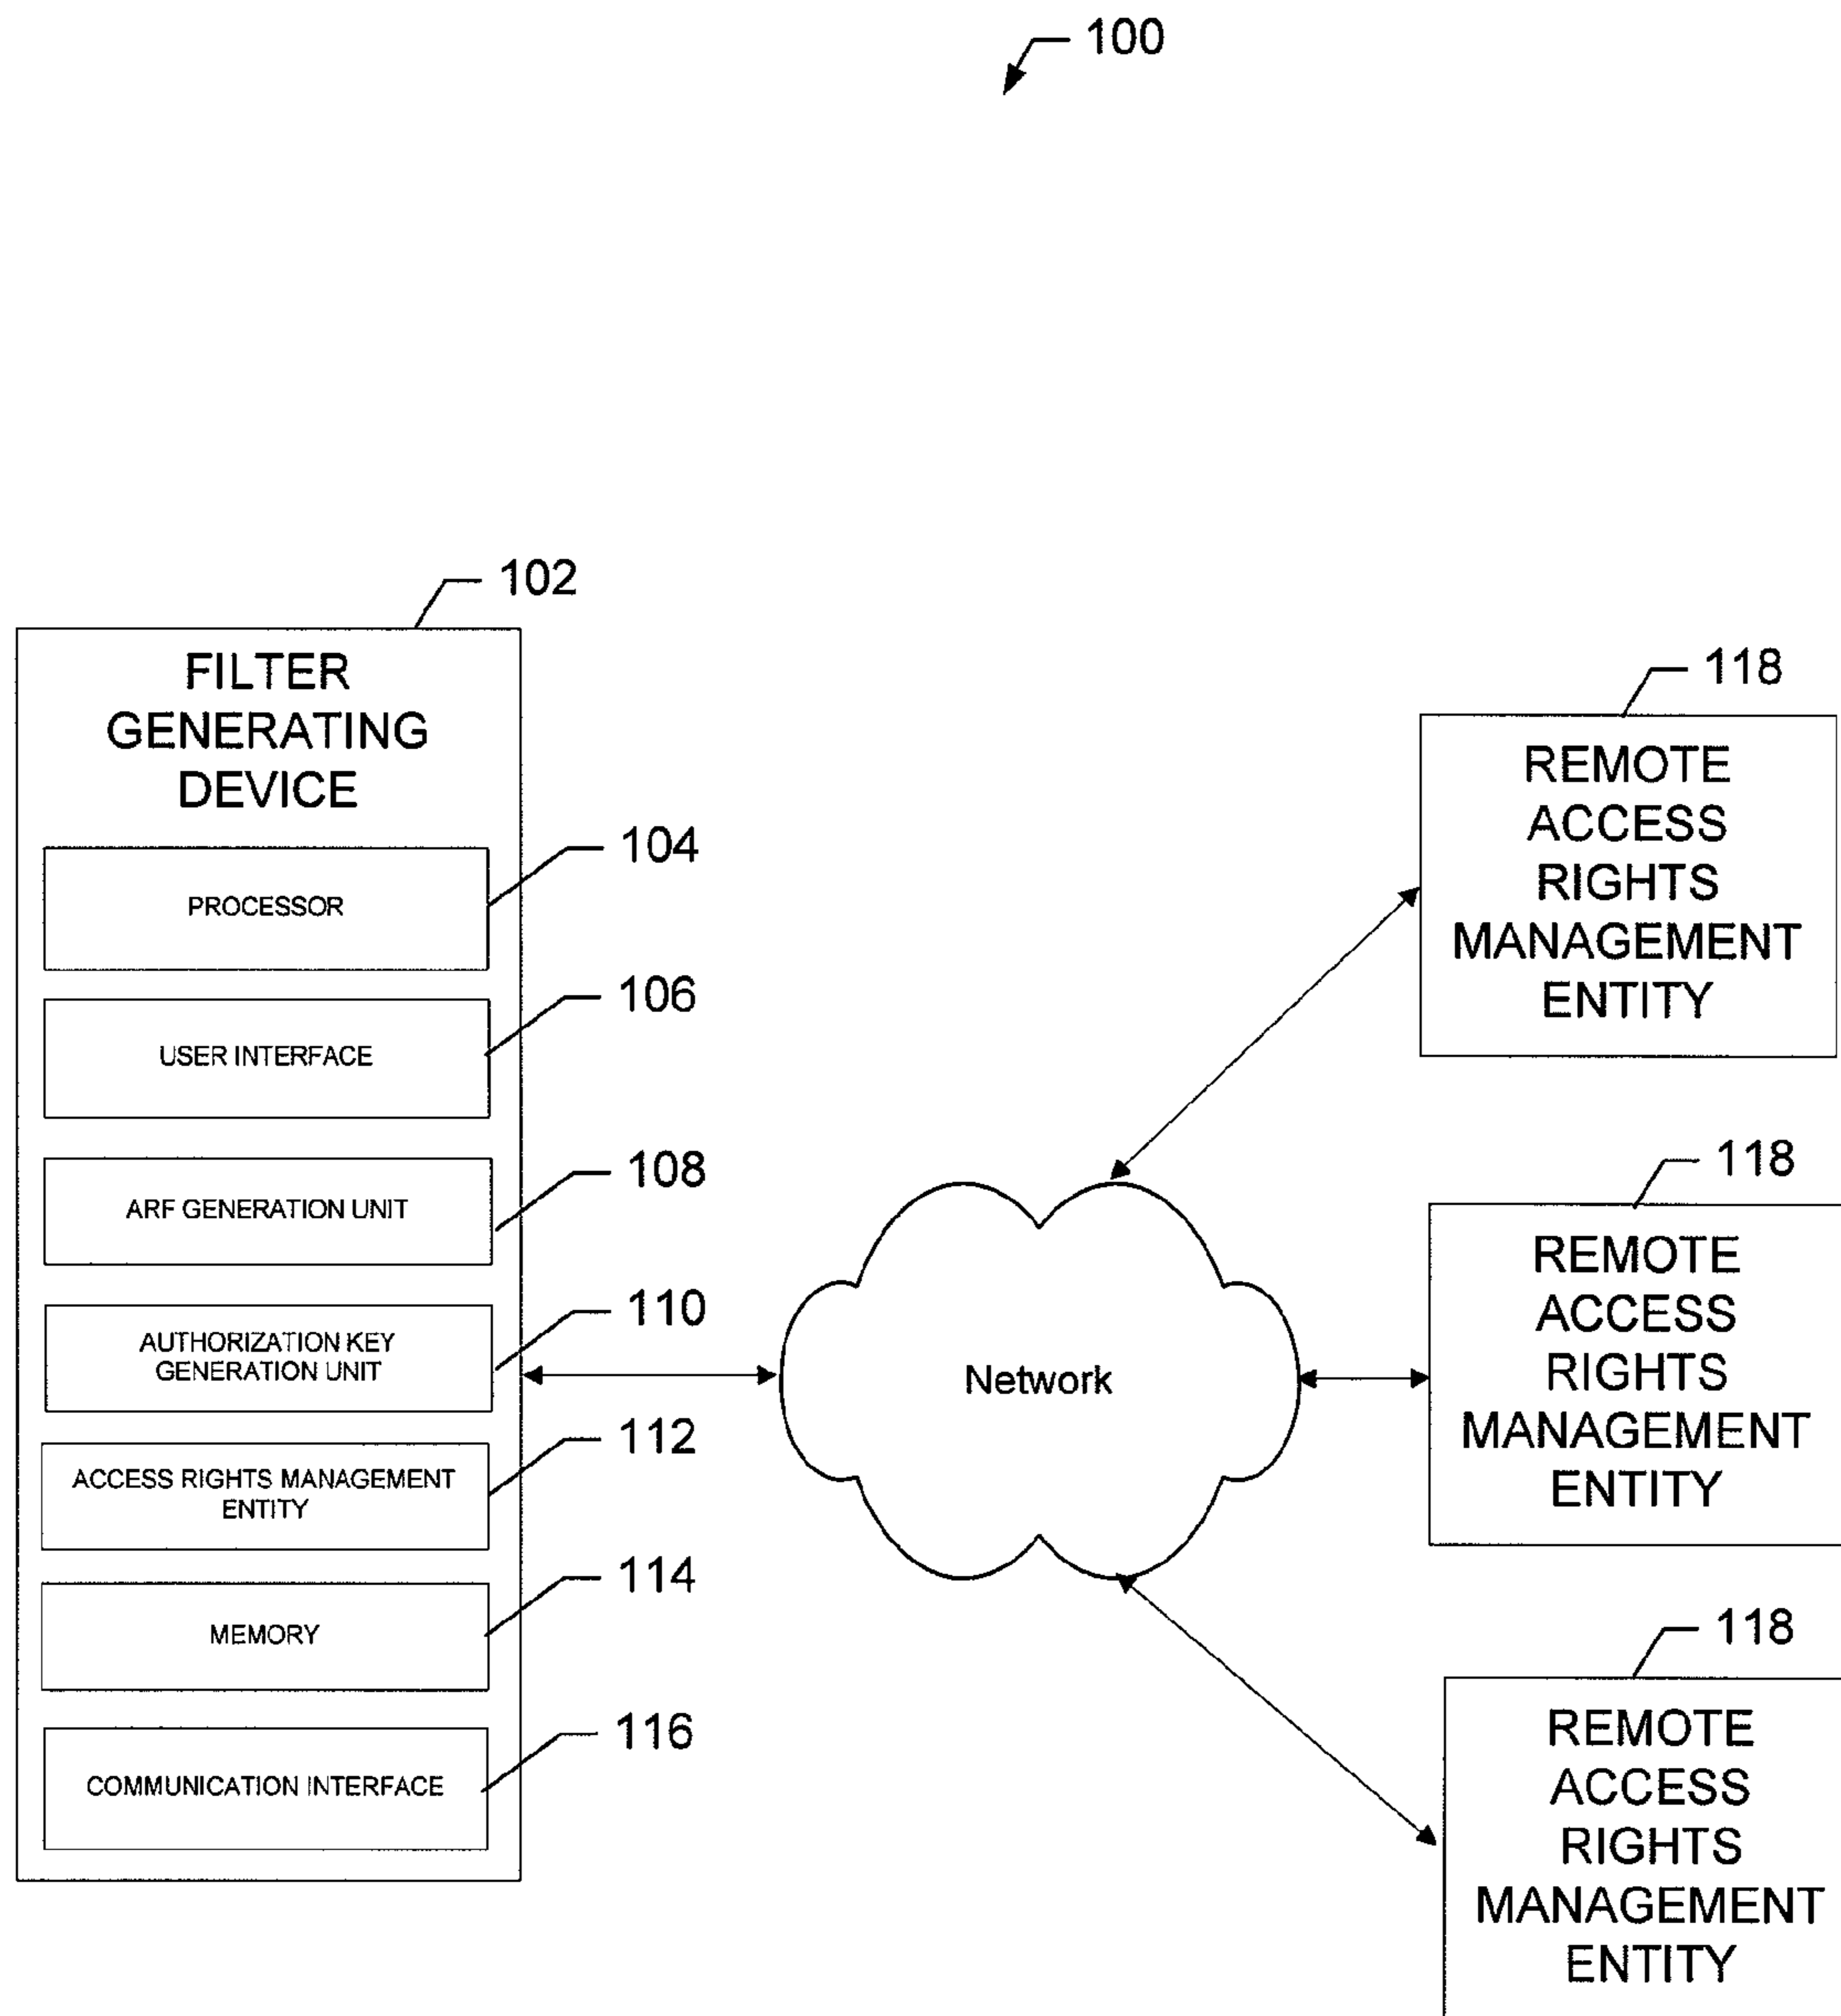 100
102
FILTER
GENERATING
DEVICE
104
PROCESSOR
106
USER INTERFACE
108
ARF GENERATION UNIT
110
AUTHORIZATION KEY
GENERATION UNIT
112
ACCESS RIGHTS MANAGEMENT
ENTITY
114
MEMORY
116
COMMUNICATION INTERFACE
Network
118
REMOTE
ACCESS
RIGHTS
MANAGEMENT
ENTITY
118
REMOTE
ACCESS
RIGHTS
MANAGEMENT
ENTITY
118
REMOTE
ACCESS
RIGHTS
MANAGEMENT
ENTITY